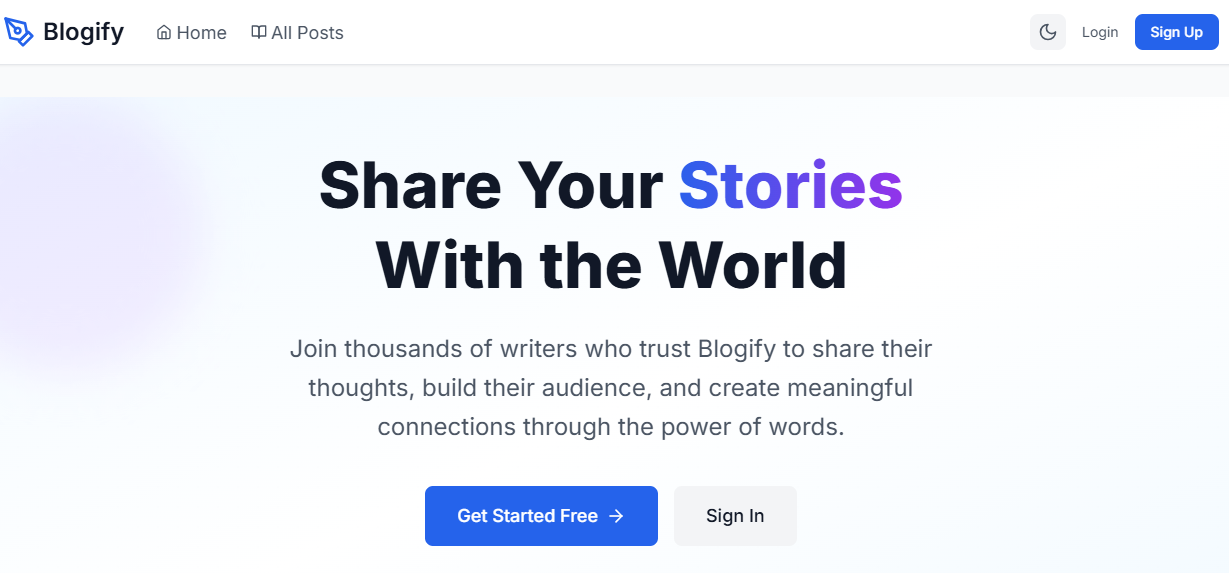 Blogify
Home
All Posts
Login
Sign Up
Share Your Stories
With the World
Join thousands of writers who trust Blogify to share their
thoughts, build their audience, and create meaningful
connections through the power of words.
Get Started Free →
Sign In